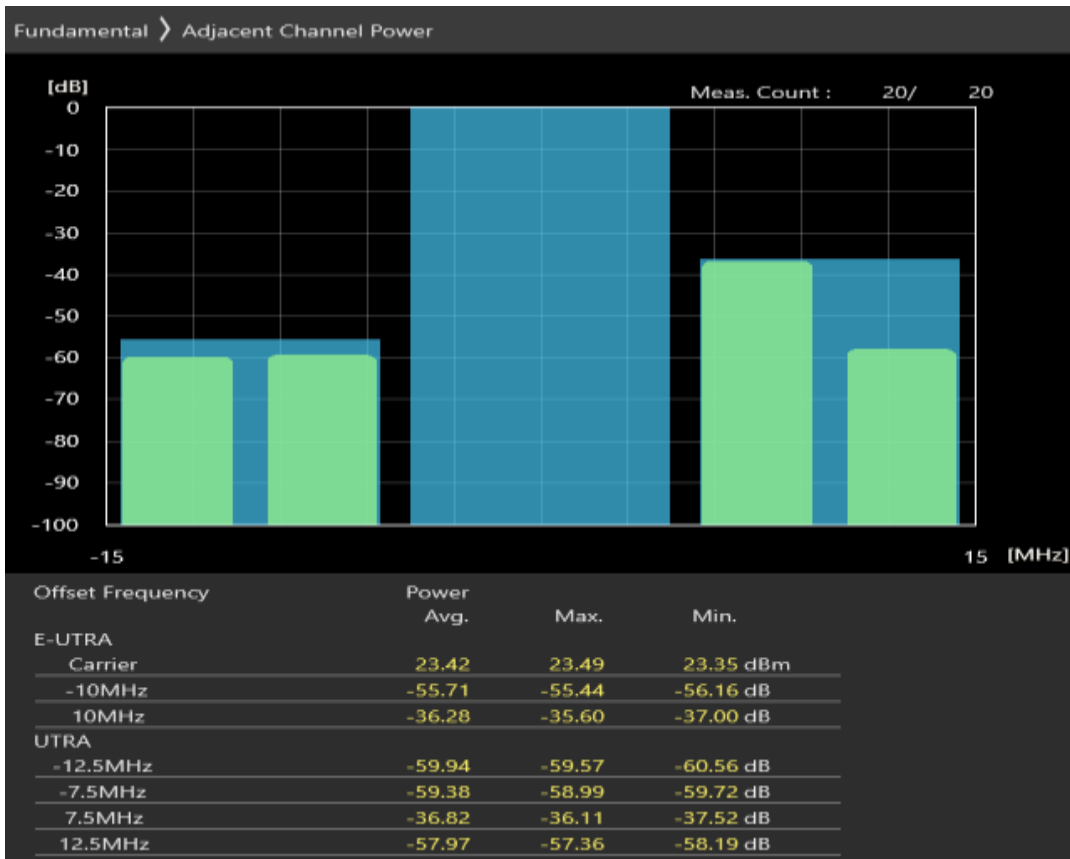 Fundamental 〉 Adjacent Channel Power
[dB]
Meas. Count : 20/ 20
0
-10
-20
-30
-40
-50
-60
-70
-80
-90
-100
-15 15 [MHz]
Offset Frequency Power
Avg. Max. Min.
E-UTRA
Carrier 23.42 23.49 23.35 dBm
-10MHz -55.71 -55.44 -56.16 dB
10MHz -36.28 -35.60 -37.00 dB
UTRA
-12.5MHz -59.94 -59.57 -60.56 dB
-7.5MHz -59.38 -58.99 -59.72 dB
7.5MHz -36.82 -36.11 -37.52 dB
12.5MHz -57.97 -57.36 -58.19 dB